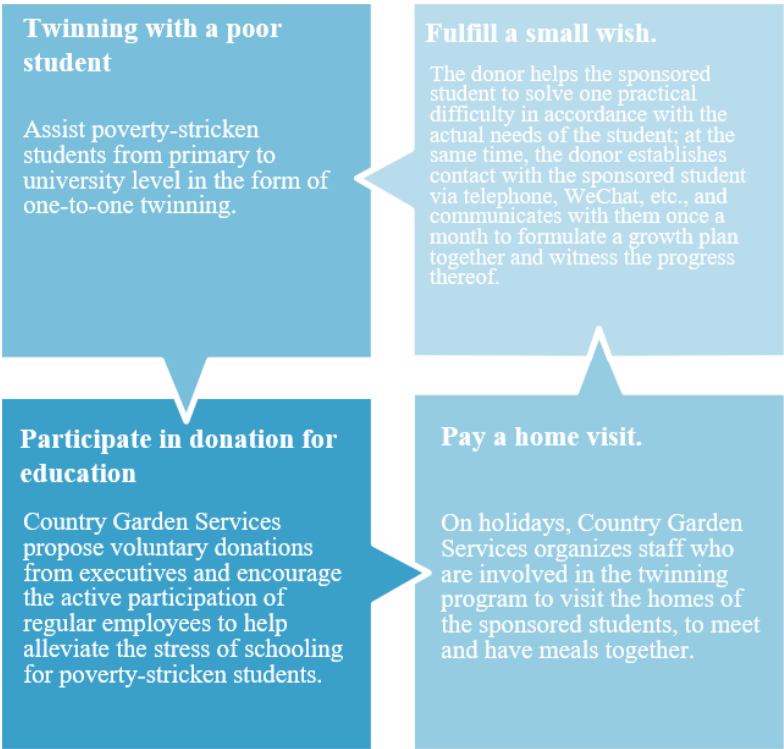 Twinning with a poor
student
Assist poverty-stricken
students from primary to
university level in the form of
one-to-one twinning.
Fulfill a small wish.
The donor helps the sponsored
student to solve one practical
difficulty in accordance with the
actual needs of the student; at the
same time, the donor establishes
contact with the sponsored student
via telephone, WeChat, etc., and
communicates with them once a
month to formulate a growth plan
together and witness the progress
thereof.
Participate in donation for
education
Country Garden Services
propose voluntary donations
from executives and encourage
the active participation of
regular employees to help
alleviate the stress of schooling
for poverty-stricken students.
Pay a home visit.
On holidays, Country Garden
Services organizes staff who
are involved in the twinning
program to visit the homes of
the sponsored students, to meet
and have meals together.